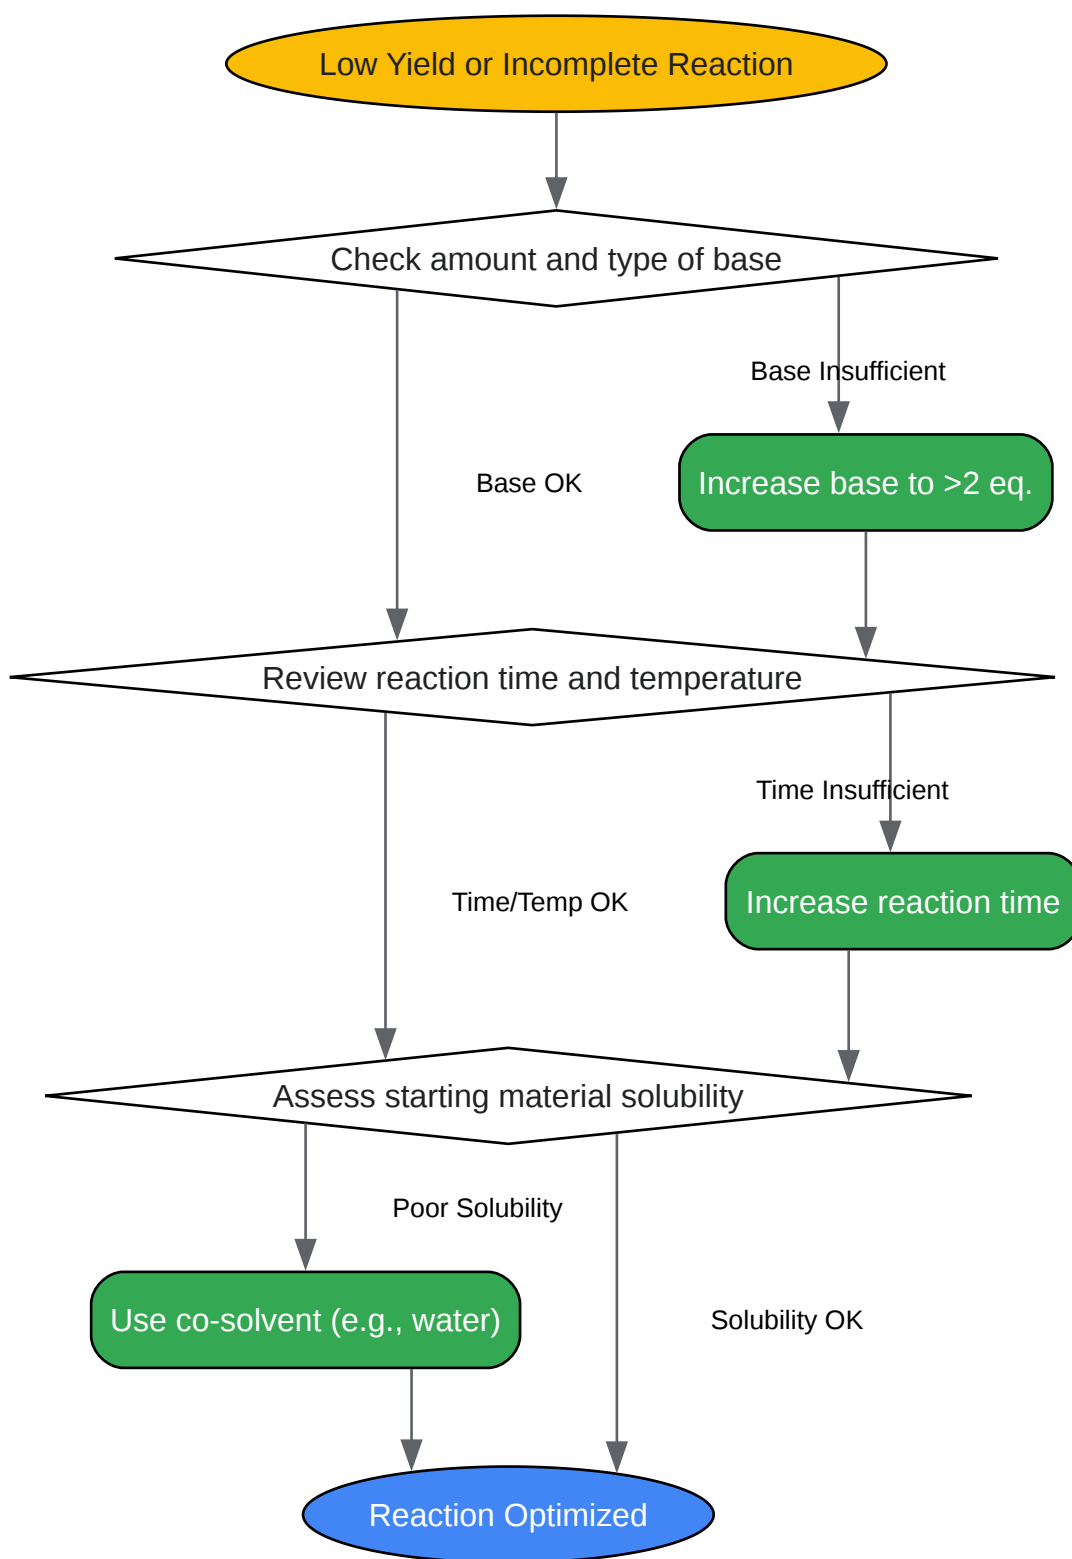 Low Yield or Incomplete Reaction
Check amount and type of base
Base Insufficient
Base OK
Increase base to >2 eq.
Review reaction time and temperature
Time Insufficient
Time/Temp OK
Increase reaction time
Assess starting material solubility
Poor Solubility
Use co-solvent (e.g., water)
Solubility OK
Reaction Optimized